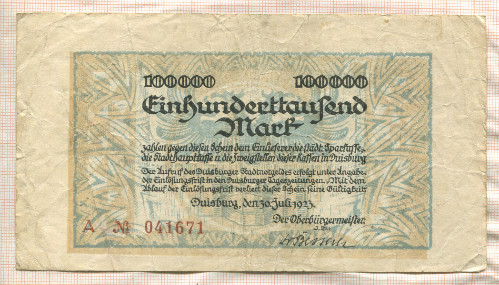 100000 100000
Einhunderttausend
Mark
zahlen gegen diesen Schein dem Einlieferer die städt. Sparkasse,
die Stadthauptkasse u. die Zweigstellen dieser Kassen in Duisburg
Der Aufruf des Duisburger Stadtnotgeldes erfolgt unter Angabe
der Einlösungsfrist in den Duisburger Tageszeitungen. Mit dem
Ablauf der Einlösungsfrist verliert dieser Schein seine Gültigkeit
Duisburg, den 30. Juli 1923.
Der Oberbürgermeister
A № 041671